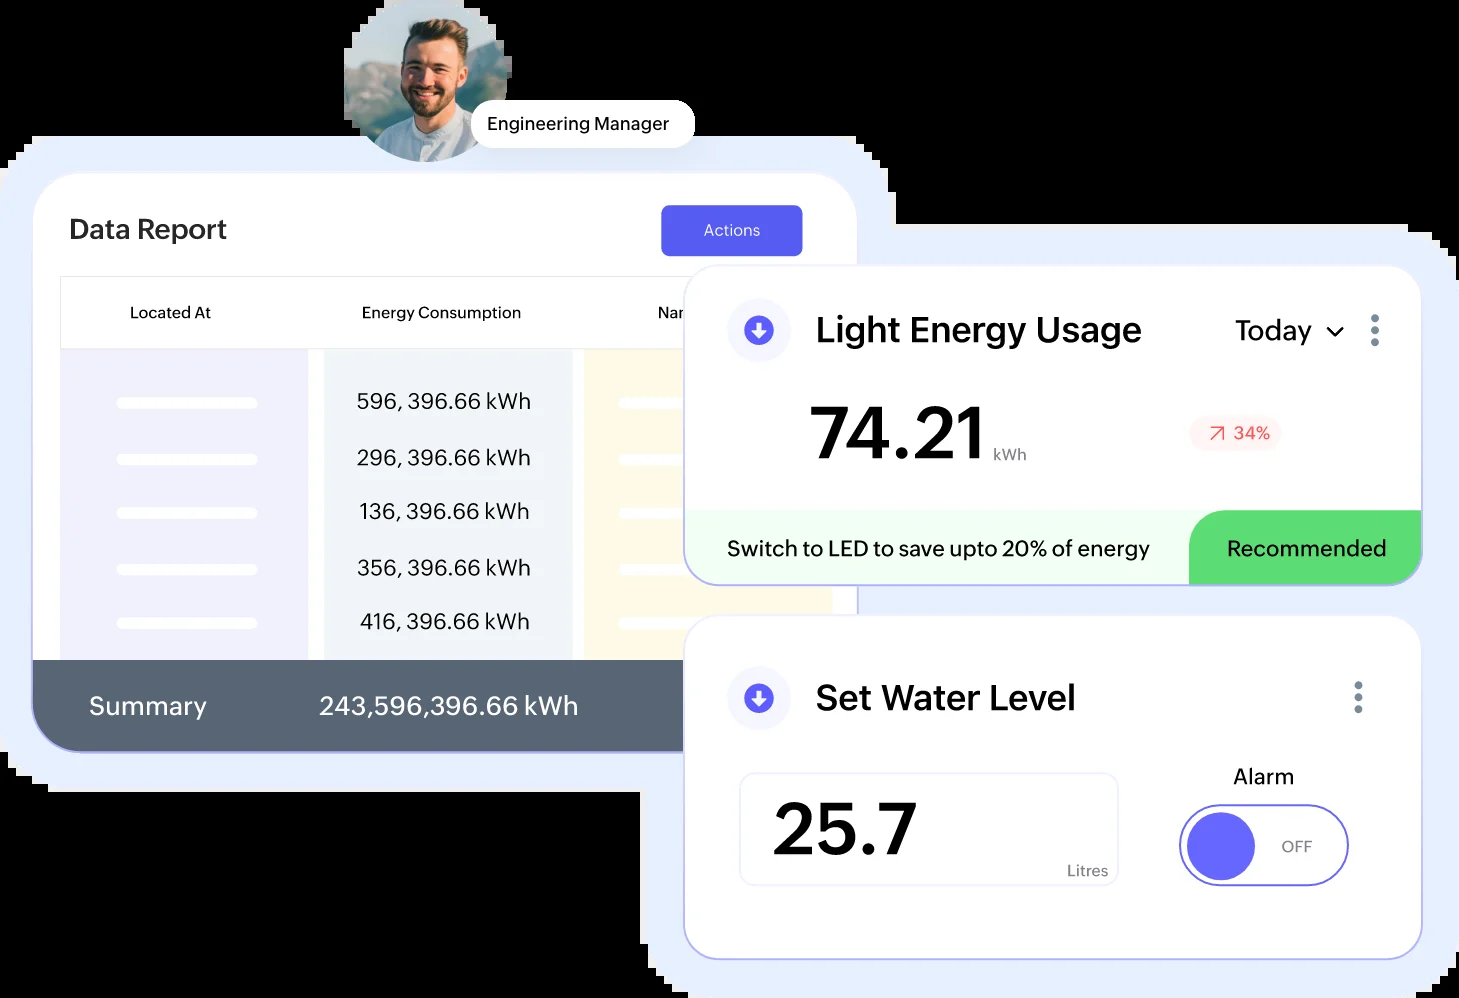 Engineering Manager
Data Report
Actions
Located At
Energy Consumption
596, 396.66 kWh
296, 396.66 kWh
136, 396.66 kWh
356, 396.66 kWh
416, 396.66 kWh
Summary
243,596,396.66 kWh
Light Energy Usage
Today
74.21 kWh
34%
Switch to LED to save upto 20% of energy
Recommended
Set Water Level
25.7
Litres
Alarm
OFF